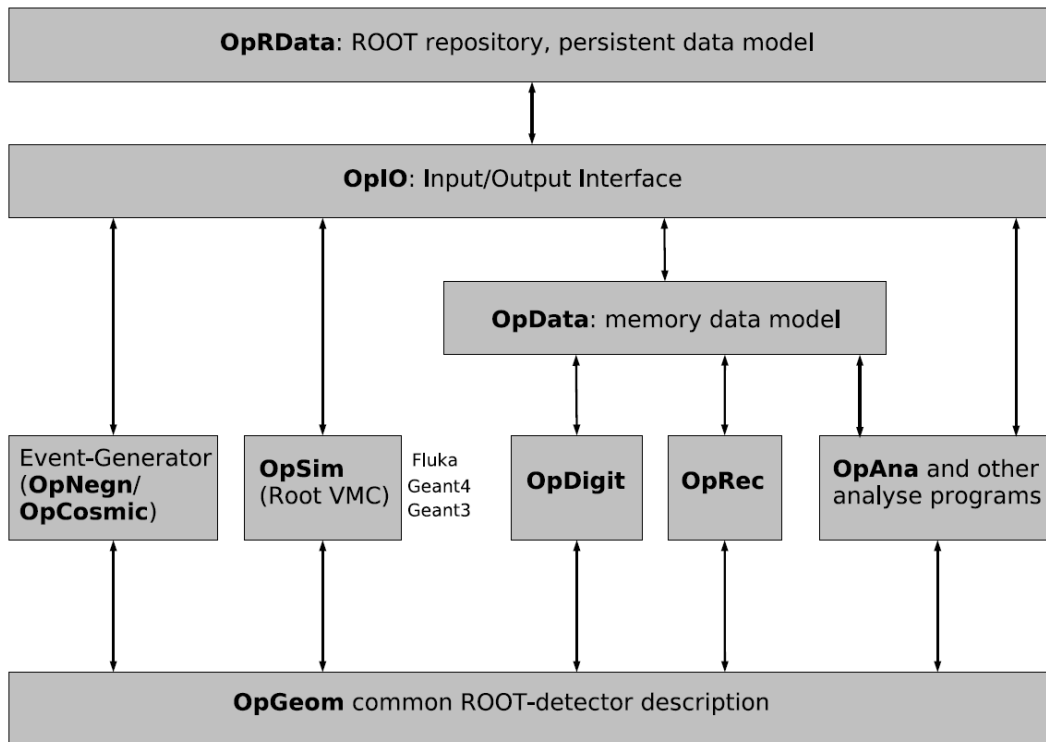 OpRData: ROOT repository, persistent data model
OpIO: Input/Output Interface
OpData: memory data model
Event-Generator
(OpNegn/
OpCosmic)
OpSim
(Root VMC)
Fluka
Geant4
Geant3
OpDigit
OpRec
OpAna and other
analyse programs
OpGeom common ROOT-detector description